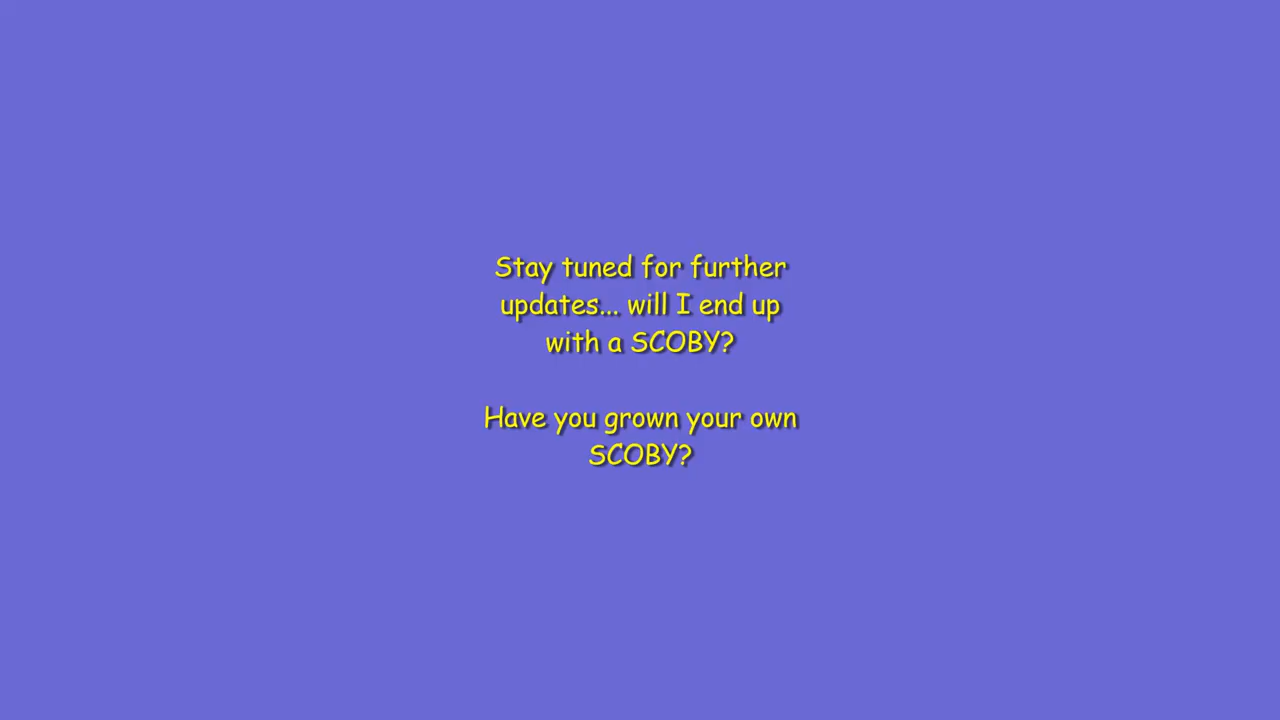 Stay tuned for further
updates... will I end up
with a SCOBY?
Have you grown your own
SCOBY?